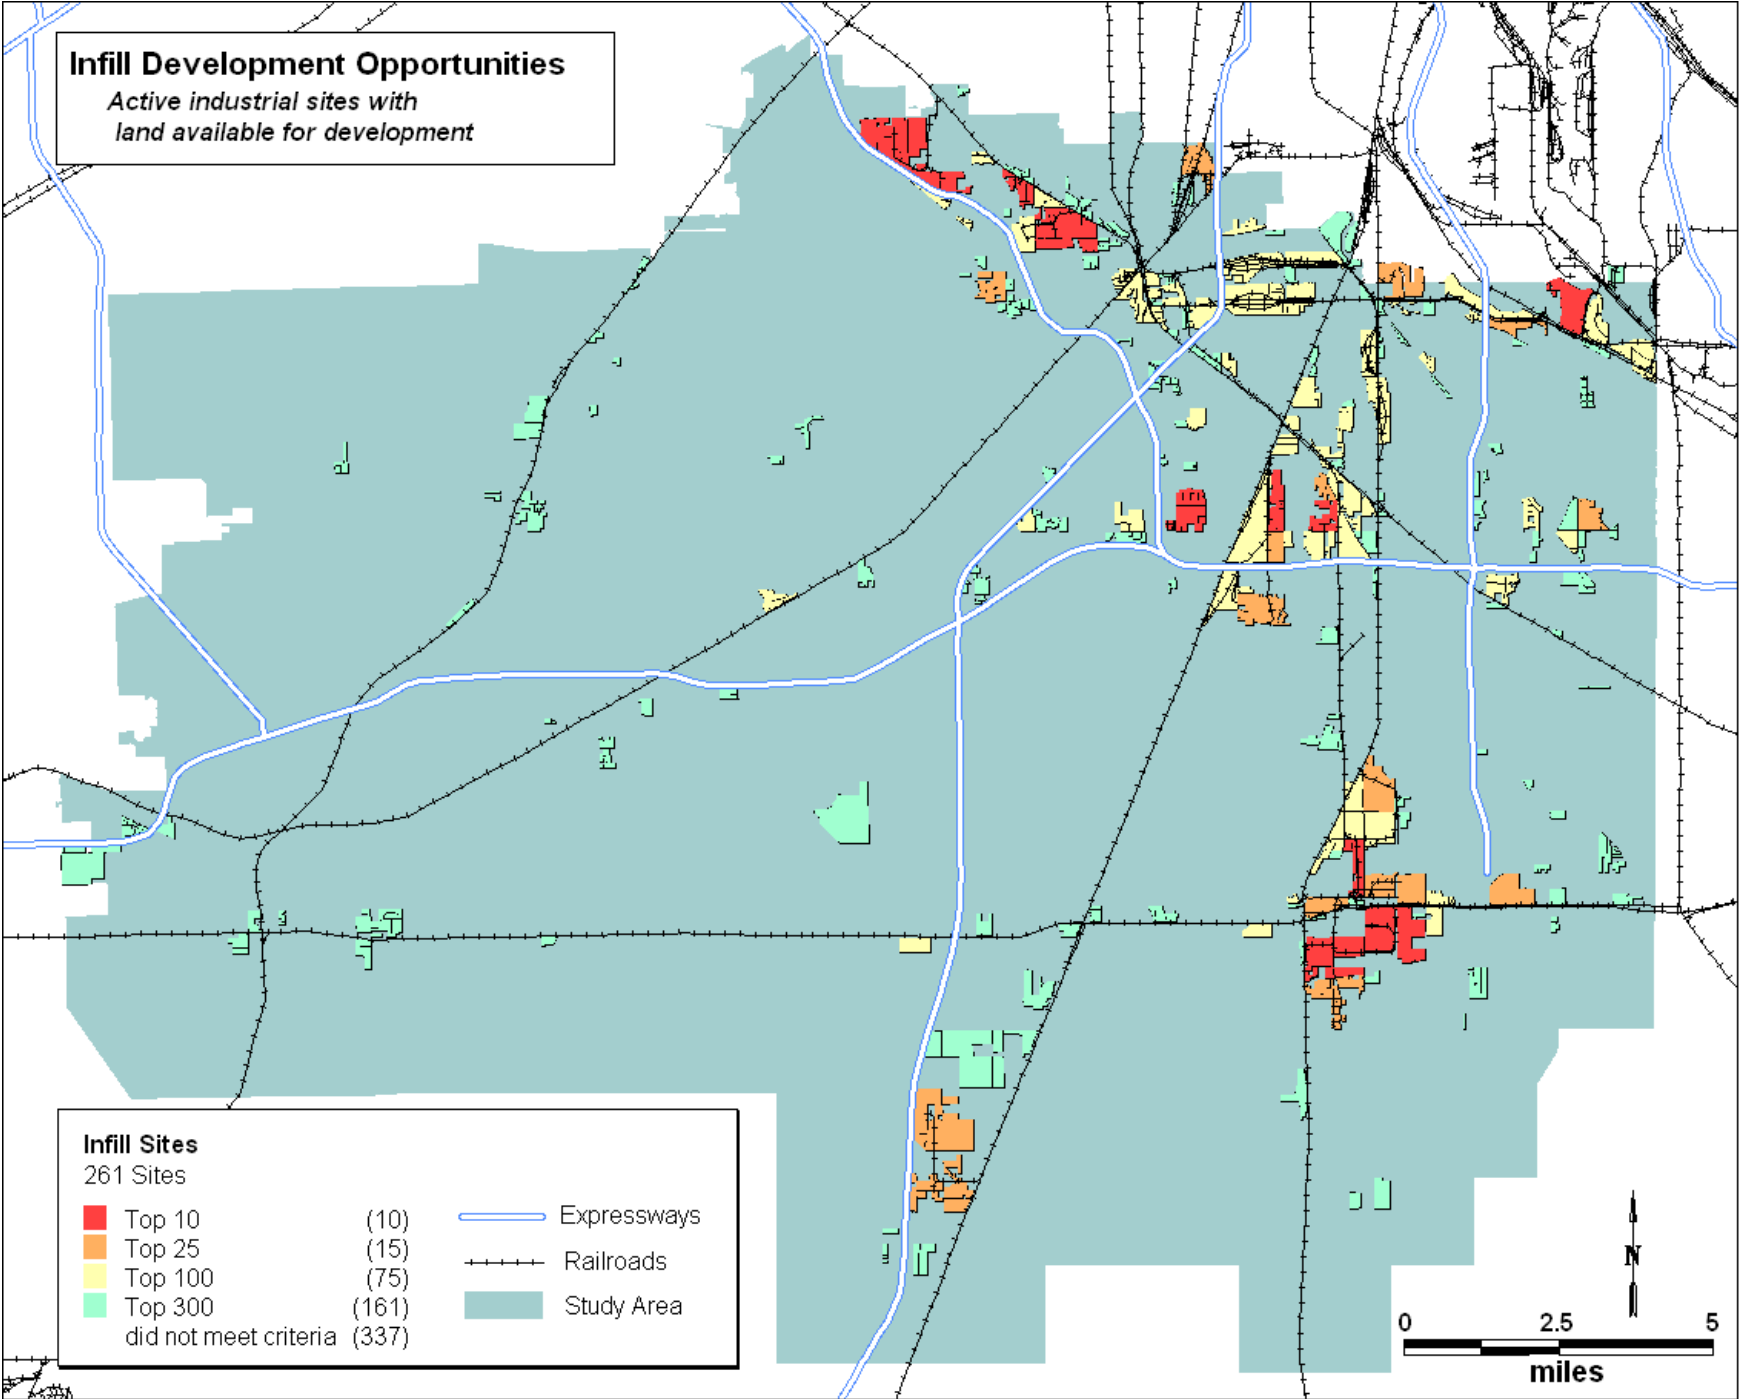 Infill Development Opportunities
Active industrial sites with
land available for development
Infill Sites
261 Sites
Top 10 (10)
Top 25 (15)
Top 100 (75)
Top 300 (161)
did not meet criteria (337)
Expressways
Railroads
Study Area
N
0 2.5 5
miles